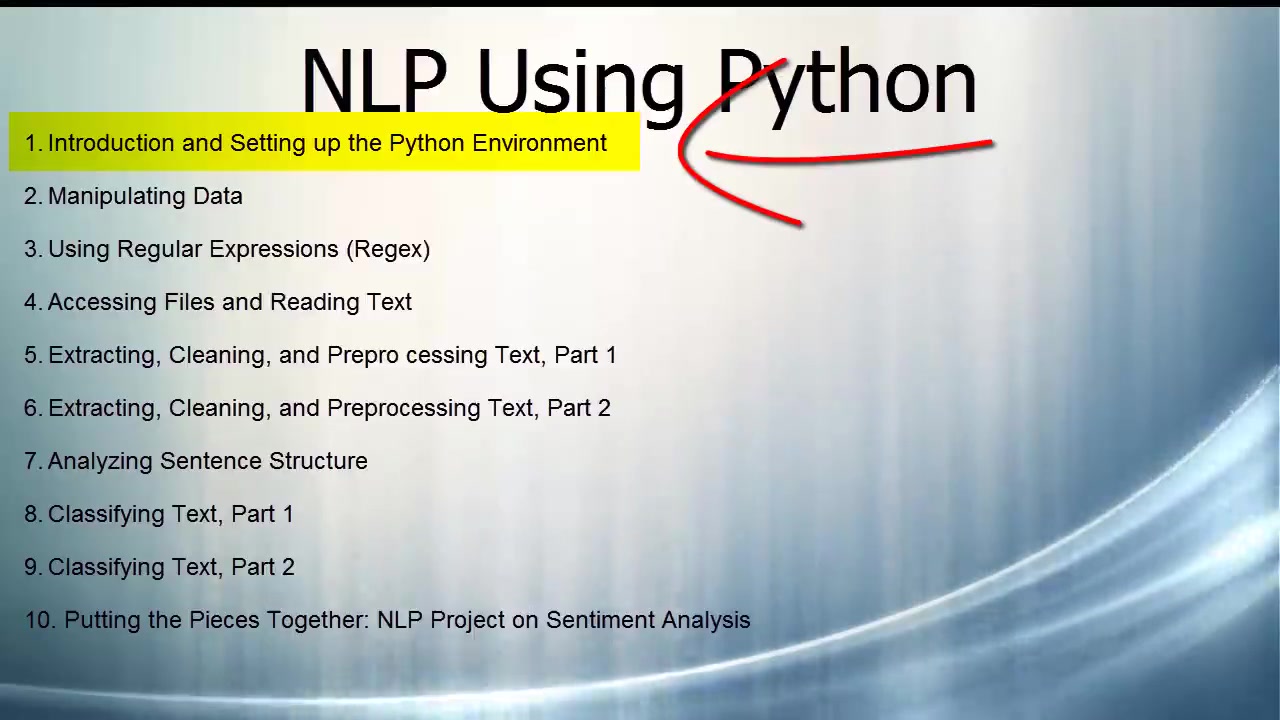 NLP Using Python
1. Introduction and Setting up the Python Environment
2. Manipulating Data
3. Using Regular Expressions (Regex)
4. Accessing Files and Reading Text
5. Extracting, Cleaning, and Prepro cessing Text, Part 1
6. Extracting, Cleaning, and Preprocessing Text, Part 2
7. Analyzing Sentence Structure
8. Classifying Text, Part 1
9. Classifying Text, Part 2
10. Putting the Pieces Together: NLP Project on Sentiment Analysis